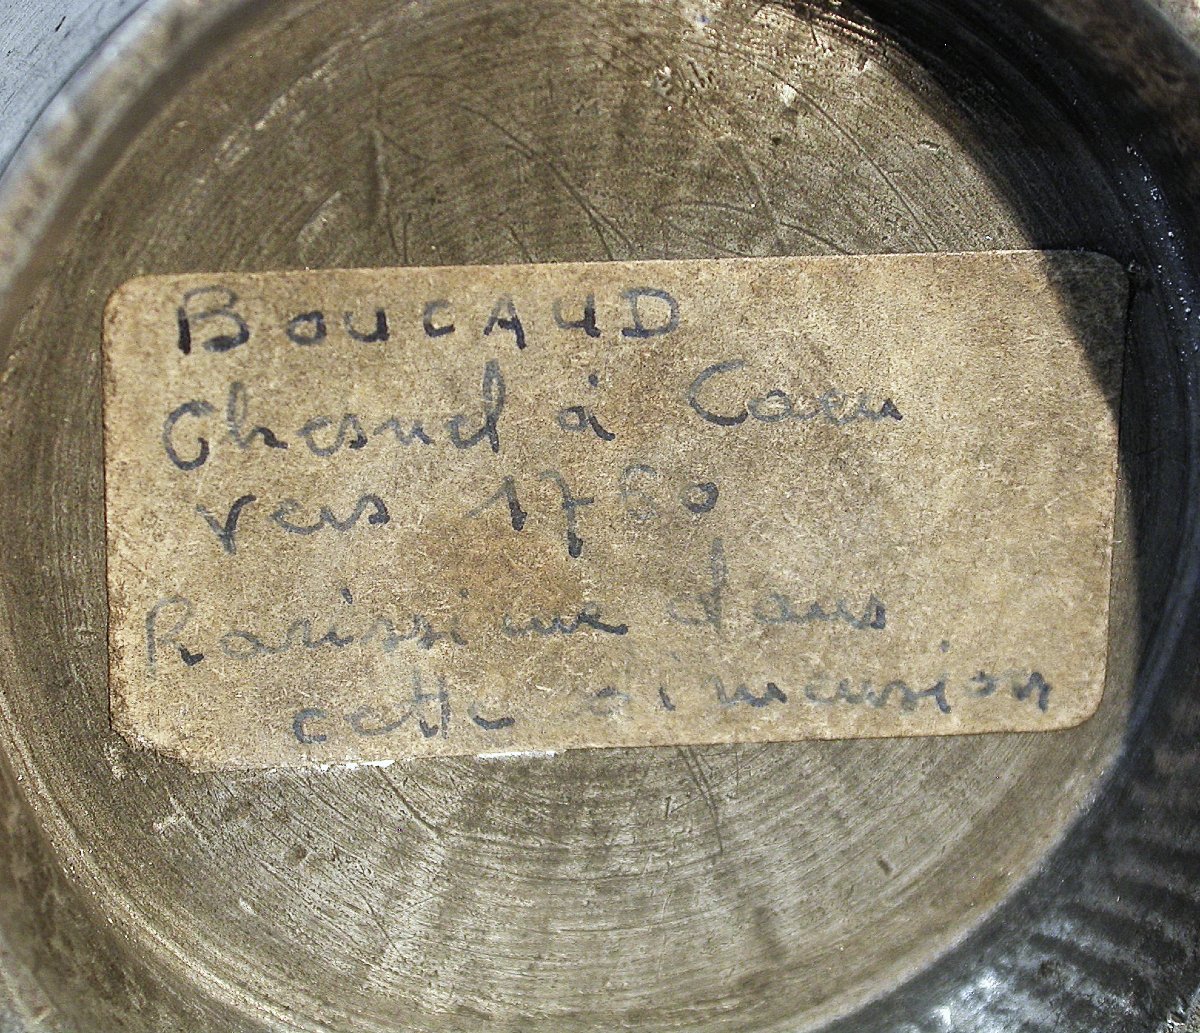 BOUCAUD
Chesnel à Caen
vers 1760
Rarissime dans
cette dimension